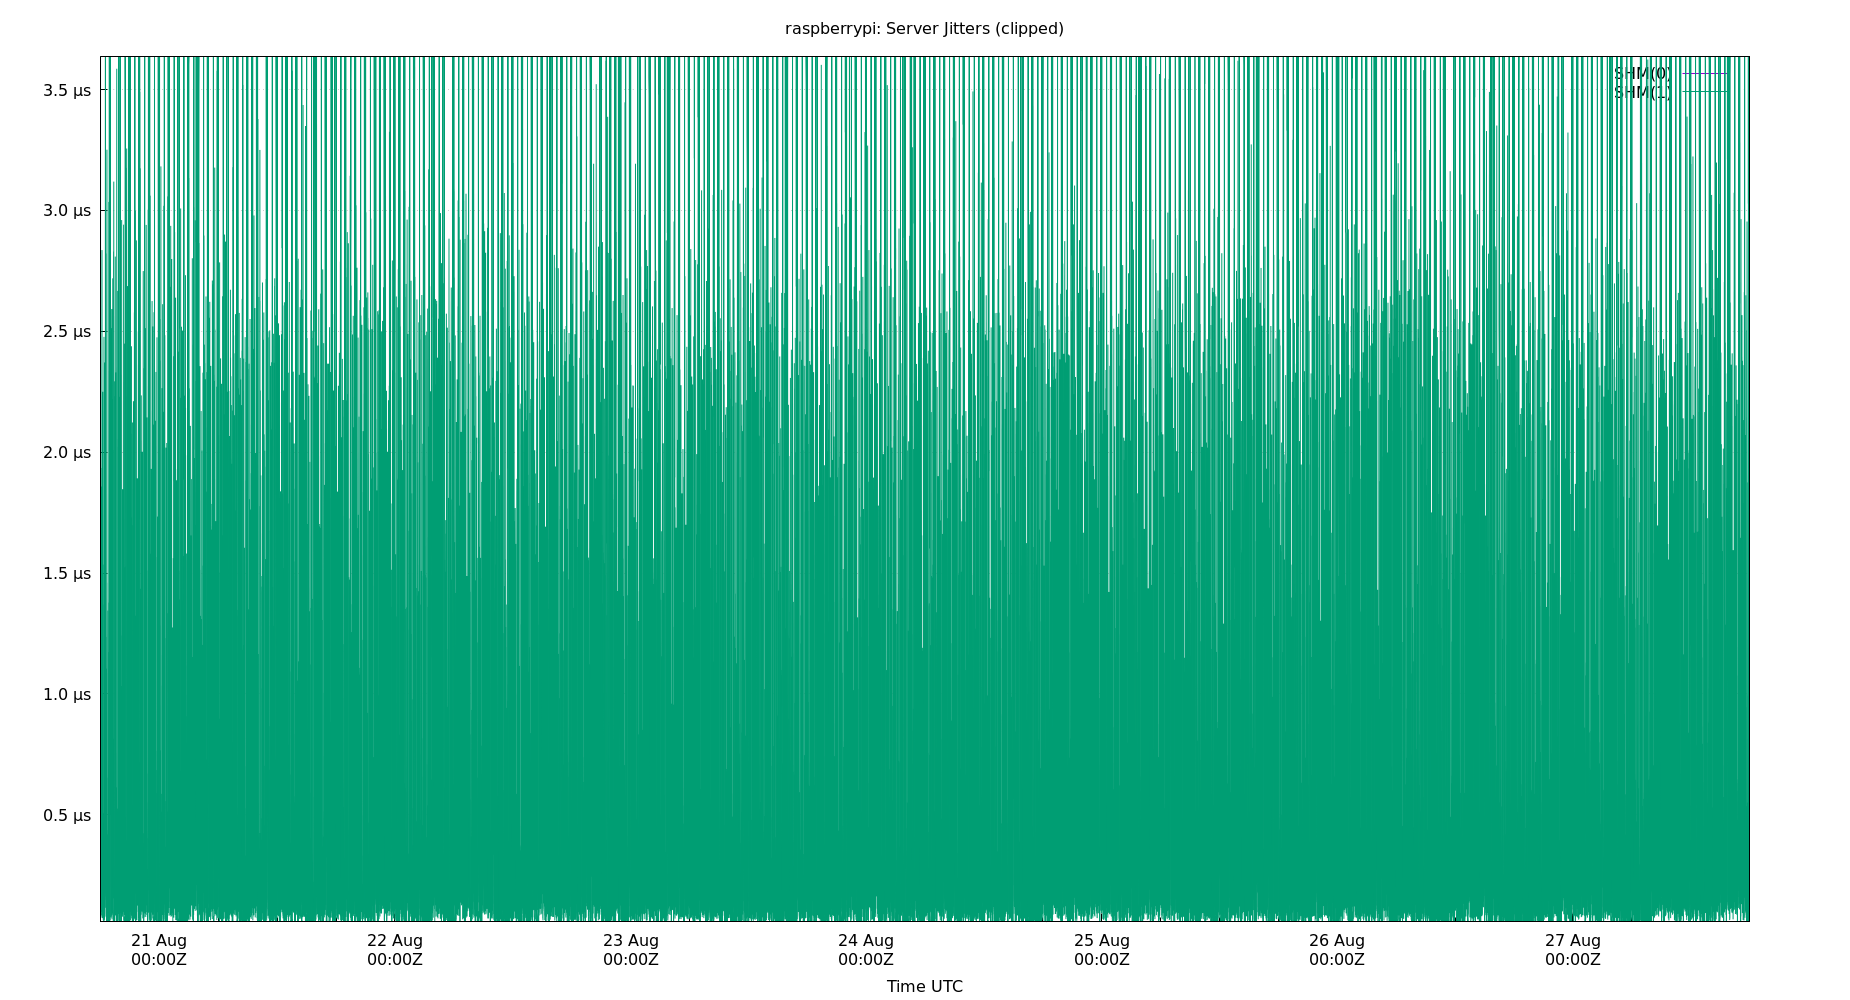 raspberrypi: Server Jitters (clipped)
SHM(0)
SHM(1)
3.5 μs
3.0 μs
2.5 μs
2.0 μs
1.5 μs
1.0 μs
0.5 μs
21 Aug 22 Aug 23 Aug 24 Aug 25 Aug 26 Aug 27 Aug
00:00Z 00:00Z 00:00Z 00:00Z 00:00Z 00:00Z 00:00Z
Time UTC